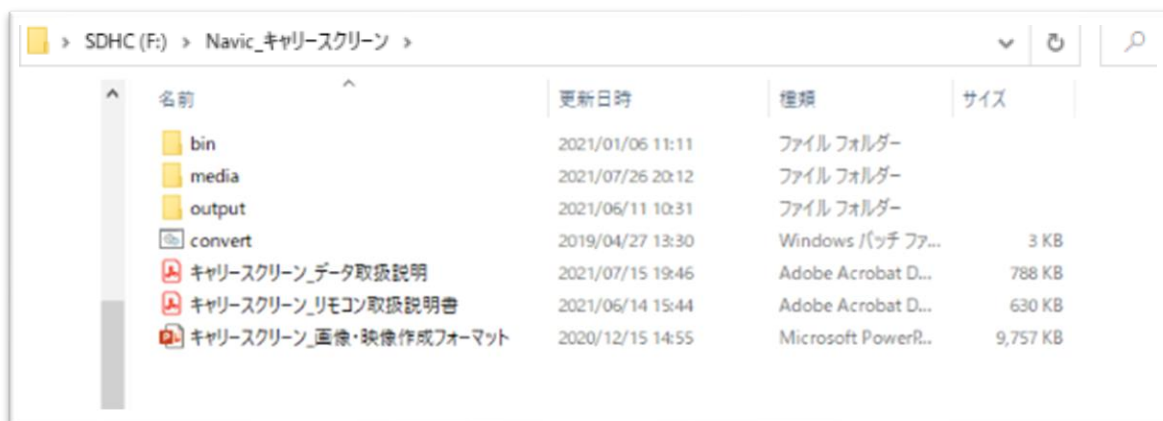 SDHC (F:) > Navic_キャリースクリーン >
名前 更新日時 種類 サイズ
bin 2021/01/06 11:11 ファイル フォルダー
media 2021/07/26 20:12 ファイル フォルダー
output 2021/06/11 10:31 ファイル フォルダー
convert 2019/04/27 13:30 Windows バッチ ファ... 3 KB
キャリースクリーン_データ取扱説明 2021/07/15 19:46 Adobe Acrobat D... 788 KB
キャリースクリーン_リモコン取扱説明書 2021/06/14 15:44 Adobe Acrobat D... 630 KB
キャリースクリーン_画像・映像作成フォーマット 2020/12/15 14:55 Microsoft PowerP... 9,757 KB